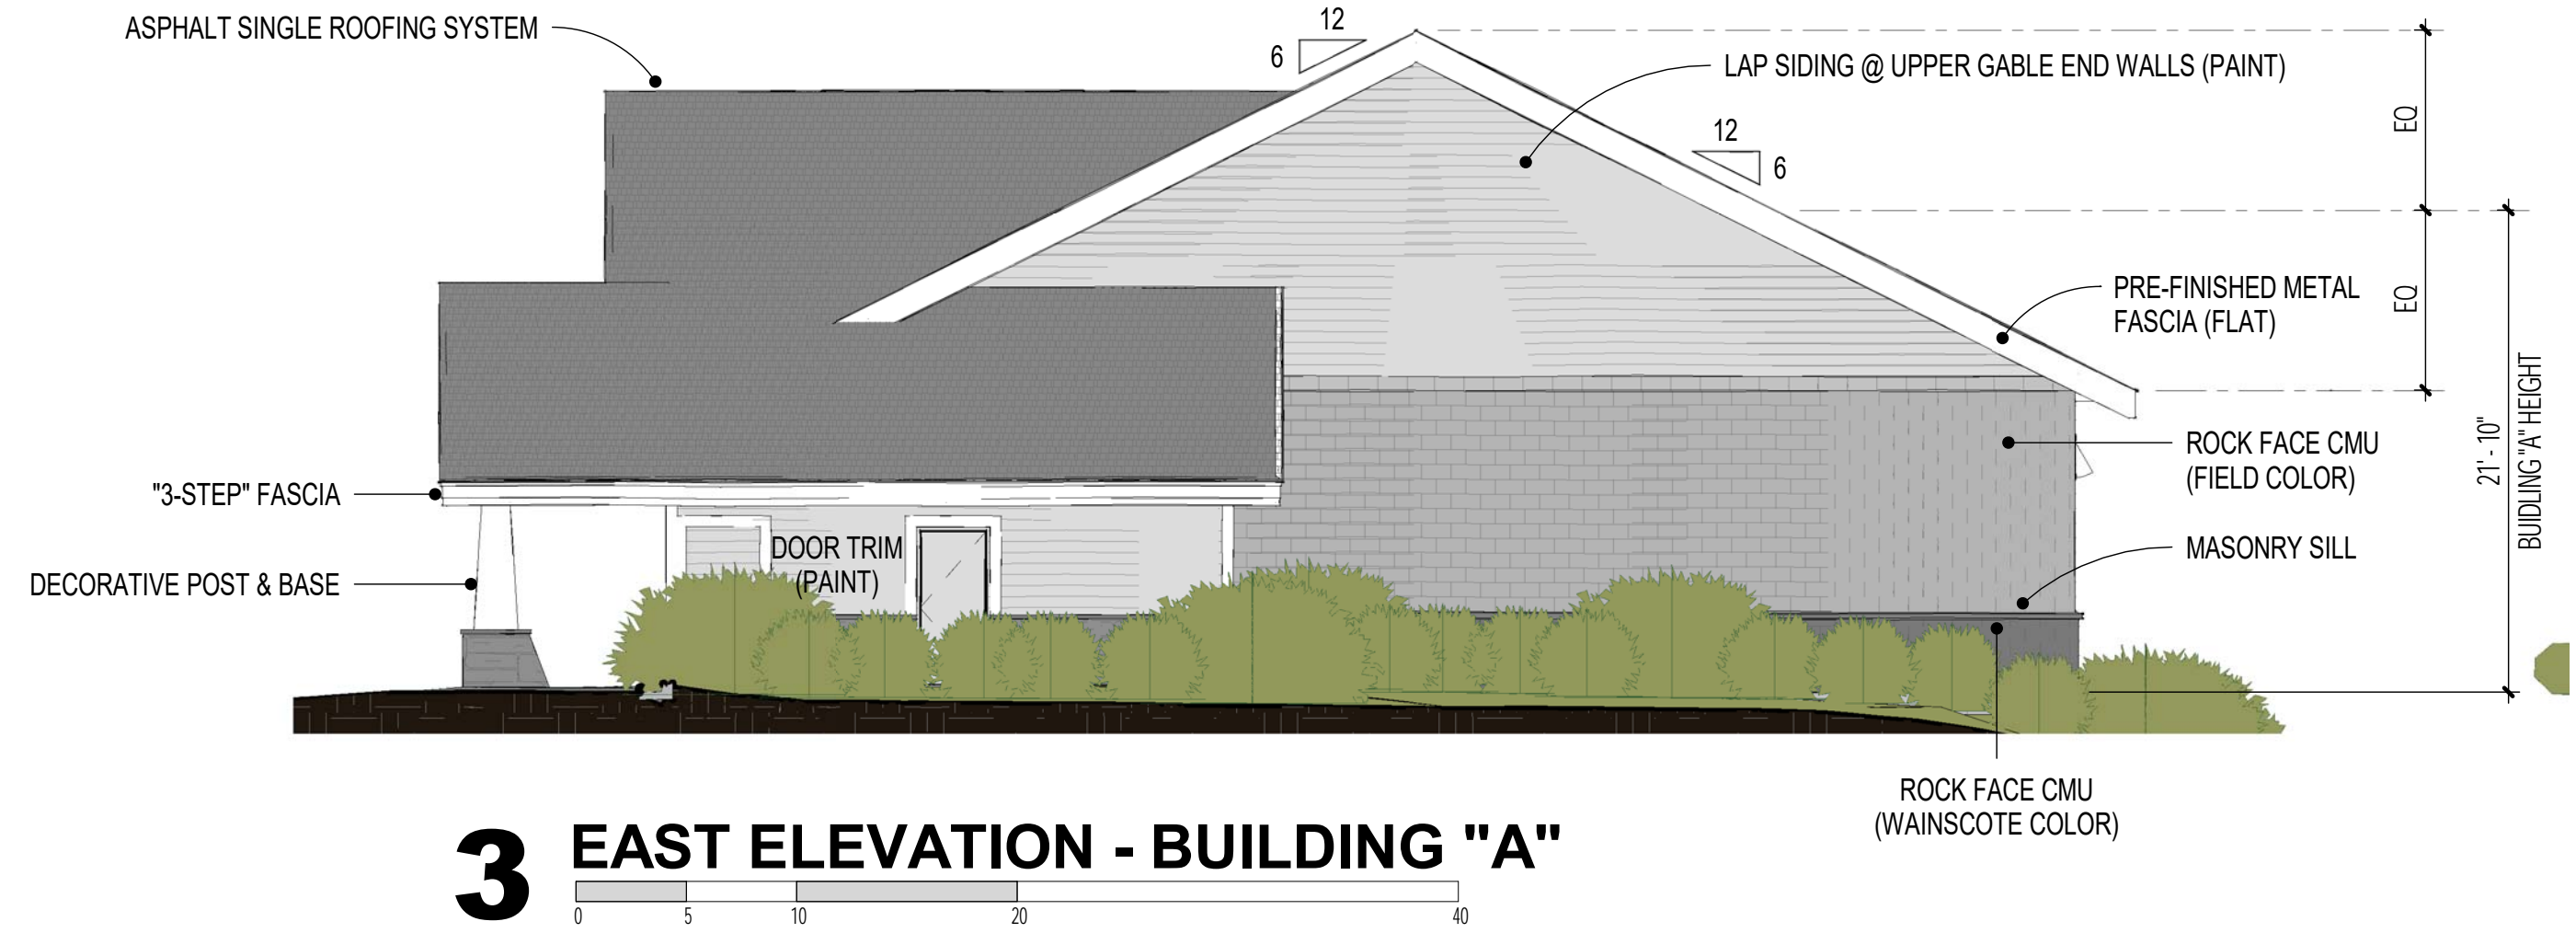 ASPHALT SINGLE ROOFING SYSTEM
12
6
LAP SIDING @ UPPER GABLE END WALLS (PAINT)
12
6
EQ
EQ
PRE-FINISHED METAL
FASCIA (FLAT)
21' - 10"
BUIDLING "A" HEIGHT
ROCK FACE CMU
(FIELD COLOR)
"3-STEP" FASCIA
MASONRY SILL
DOOR TRIM
(PAINT)
DECORATIVE POST & BASE
ROCK FACE CMU
(WAINSCOTE COLOR)
3 EAST ELEVATION - BUILDING "A"
0 5 10 20 40